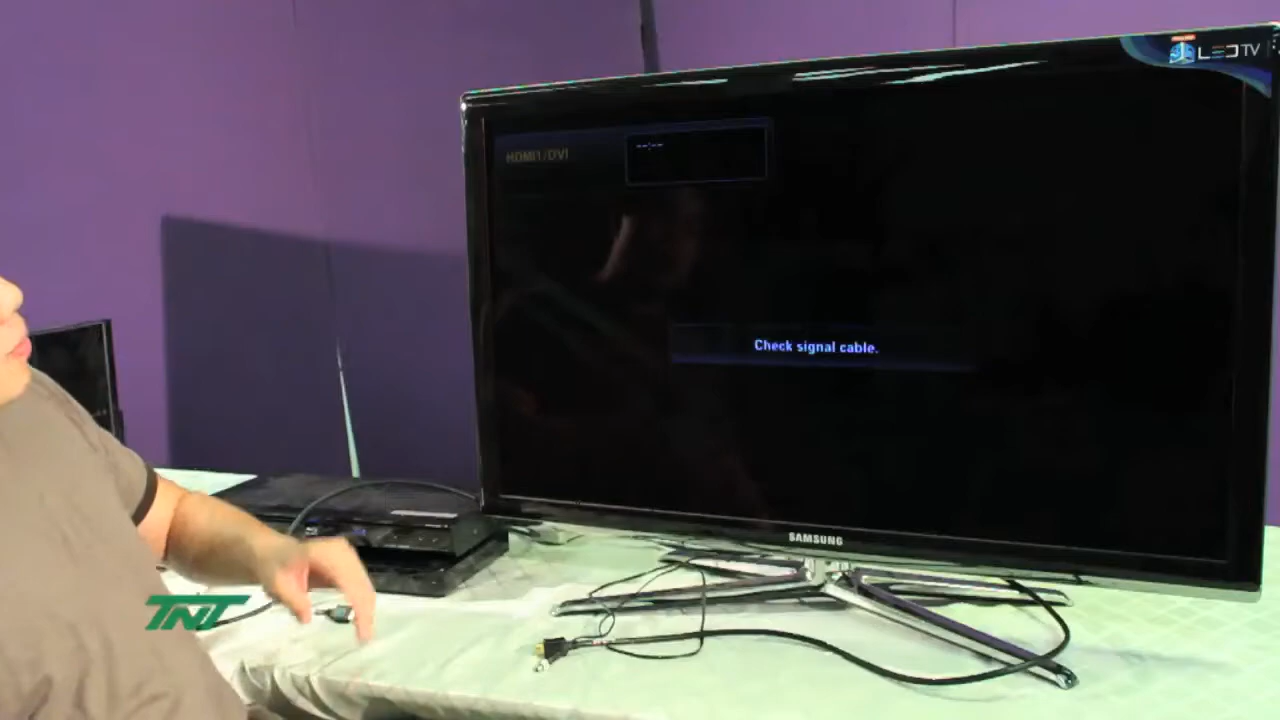 LED TV
HDMI1/DVI
--:--
Check signal cable.
SAMSUNG
TNT